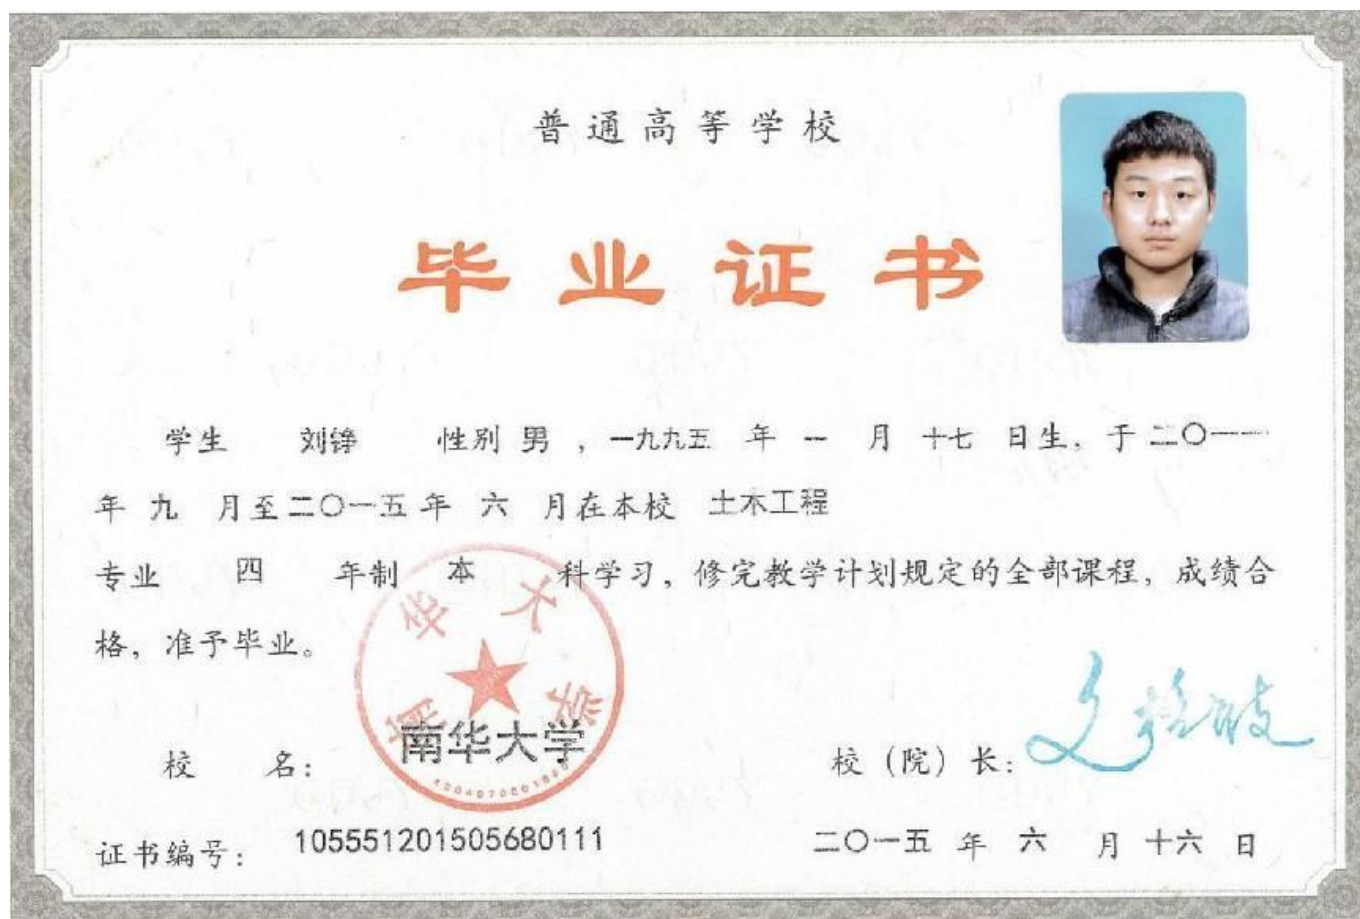 普通高等学校
毕业证书
学生 刘铮 性别 男 ，一九九五 年 一 月 十七 日生，于二〇一一
年 九 月至二〇一五年 六 月在本校 土木工程
专业 四 年制 本 科学习，修完教学计划规定的全部课程，成绩合
格，准予毕业。
南华大学
校 名： 南华大学
校（院）长：
证书编号： 105551201505680111
二〇一五 年 六 月 十六 日